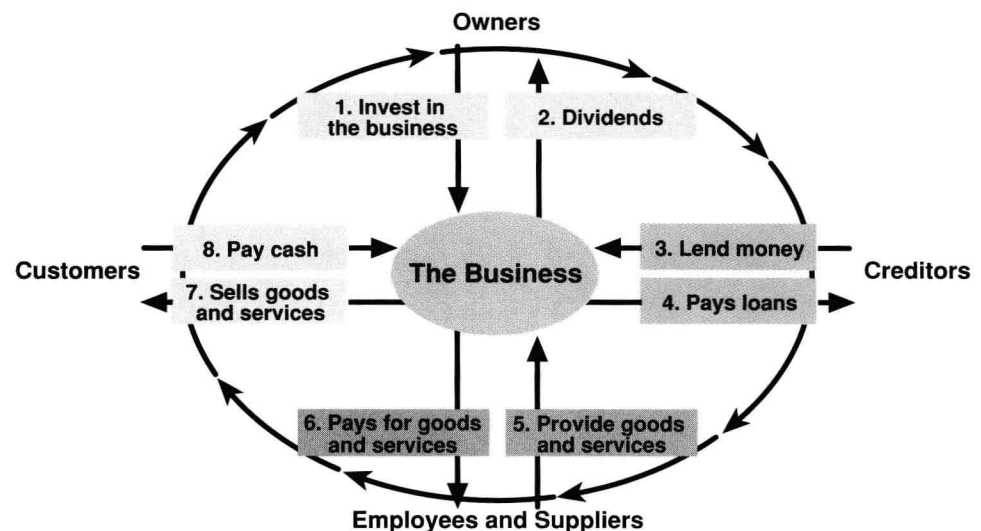 Owners
1. Invest in
the business
2. Dividends
8. Pay cash
3. Lend money
Customers
The Business
Creditors
7. Sells goods
and services
4. Pays loans
6. Pays for goods
and services
5. Provide goods
and services
Employees and Suppliers